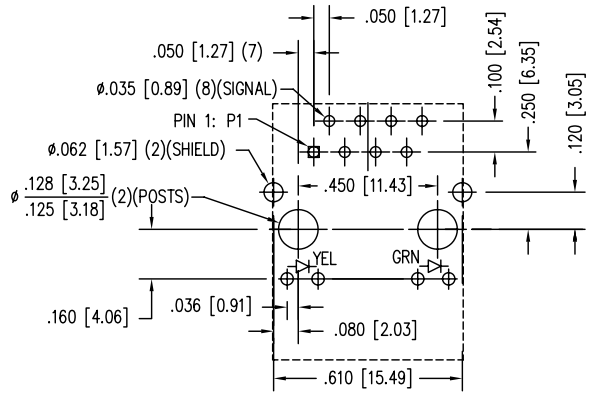 .050 [1.27]
.050 [1.27] (7)
.100 [2.54]
.250 [6.35]
.120 [3.05]
ø.035 [0.89] (8)(SIGNAL)
PIN 1: P1
ø.062 [1.57] (2)(SHIELD)
ø .128 [3.25]
.125 [3.18] (2)(POSTS)
.450 [11.43]
YEL
GRN
.036 [0.91]
.160 [4.06]
.080 [2.03]
.610 [15.49]